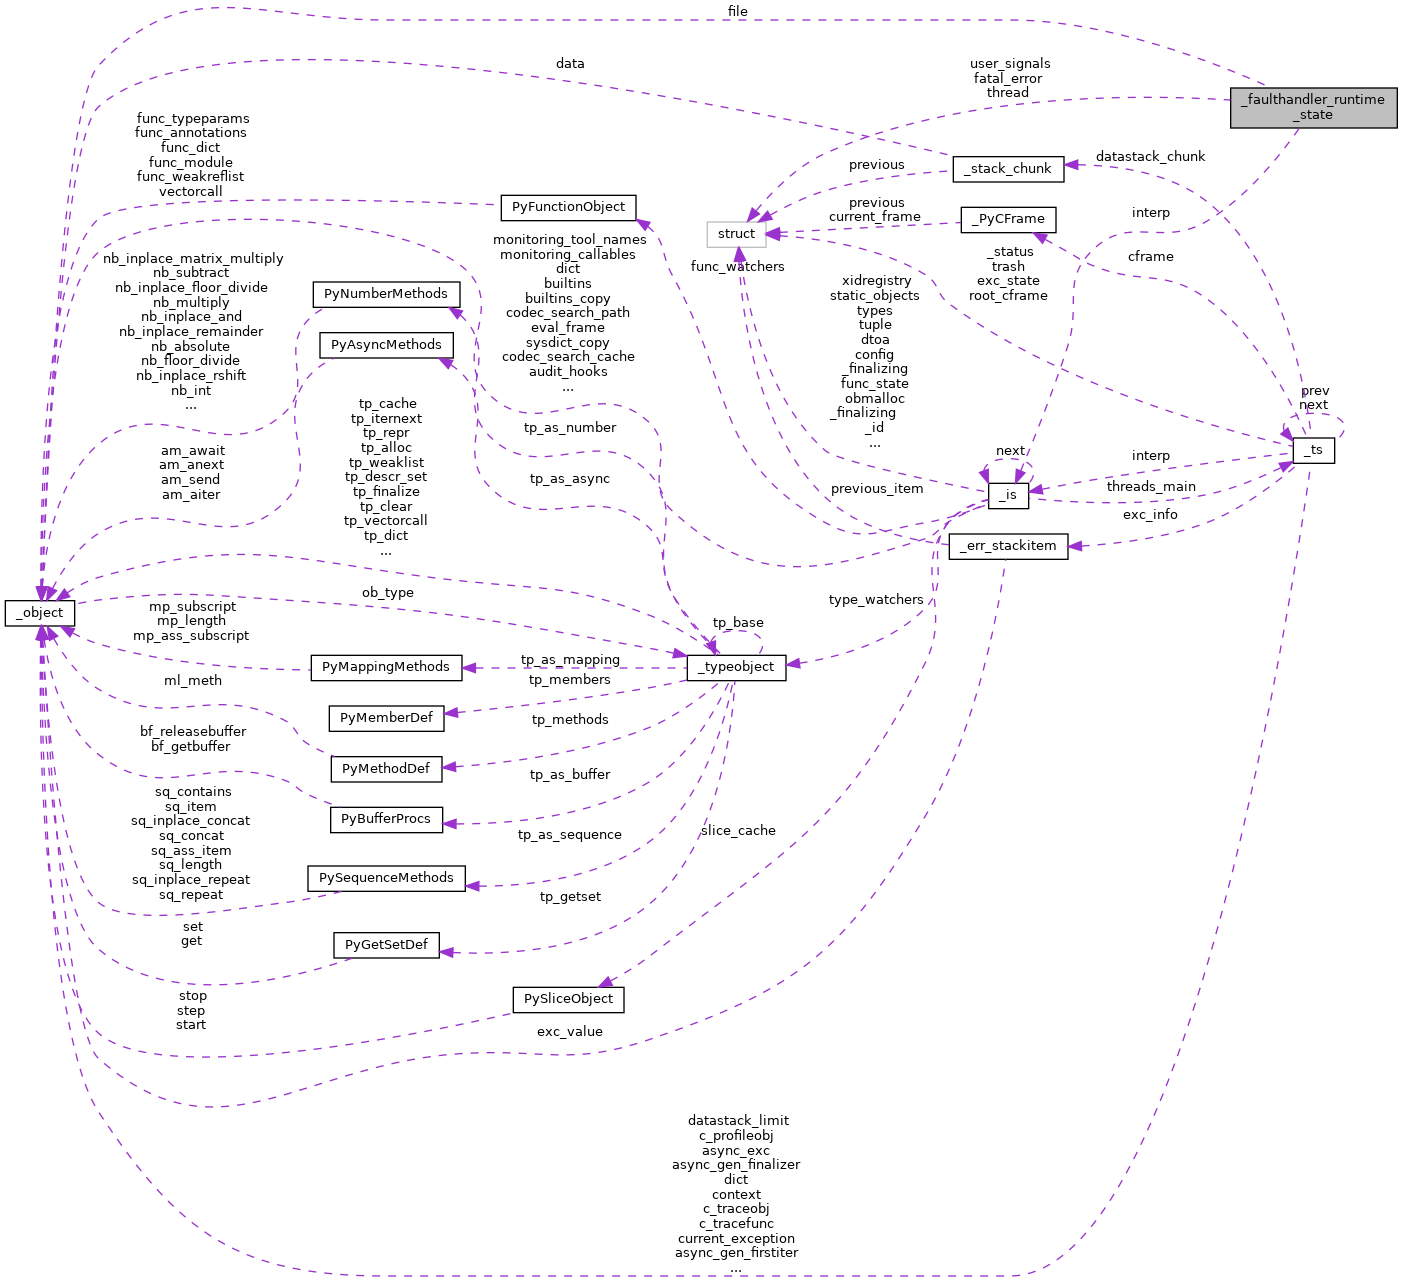 file
data
user_signals
fatal_error
thread
_faulthandler_runtime
_state
func_typeparams
func_annotations
func_dict
func_module
func_weakreflist
vectorcall
previous
_stack_chunk
datastack_chunk
PyFunctionObject
previous
current_frame
_PyCFrame
interp
struct
monitoring_tool_names
monitoring_callables
dict
builtins
builtins_copy
codec_search_path
eval_frame
sysdict_copy
codec_search_cache
audit_hooks
...
func_watchers
_status
trash
exc_state
root_cframe
cframe
nb_inplace_matrix_multiply
nb_subtract
nb_inplace_floor_divide
nb_multiply
nb_inplace_and
nb_inplace_remainder
nb_absolute
nb_floor_divide
nb_inplace_rshift
nb_int
...
PyNumberMethods
PyAsyncMethods
xidregistry
static_objects
types
tuple
dtoa
config
_finalizing
func_state
obmalloc
_finalizing
_id
...
prev
next
_ts
tp_cache
tp_iternext
tp_repr
tp_alloc
tp_weaklist
tp_descr_set
tp_finalize
tp_clear
tp_vectorcall
tp_dict
...
tp_as_number
am_await
am_anext
am_send
am_aiter
tp_as_async
next
interp
previous_item
_is
threads_main
exc_info
_err_stackitem
_object
ob_type
type_watchers
mp_subscript
mp_length
mp_ass_subscript
tp_base
PyMappingMethods
tp_as_mapping
_typeobject
ml_meth
tp_members
PyMemberDef
tp_methods
bf_releasebuffer
bf_getbuffer
PyMethodDef
tp_as_buffer
PyBufferProcs
sq_contains
sq_item
sq_inplace_concat
sq_concat
sq_ass_item
sq_length
sq_inplace_repeat
sq_repeat
tp_as_sequence
slice_cache
PySequenceMethods
tp_getset
set
get
PyGetSetDef
stop
step
start
PySliceObject
exc_value
datastack_limit
c_profileobj
async_exc
async_gen_finalizer
dict
context
c_traceobj
c_tracefunc
current_exception
async_gen_firstiter
...